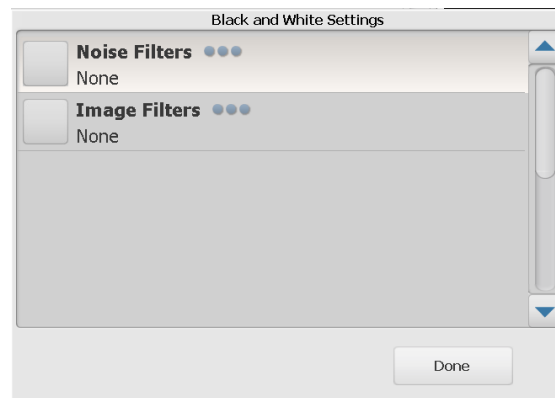 Black and White Settings
Noise Filters
None
Image Filters
None
Done